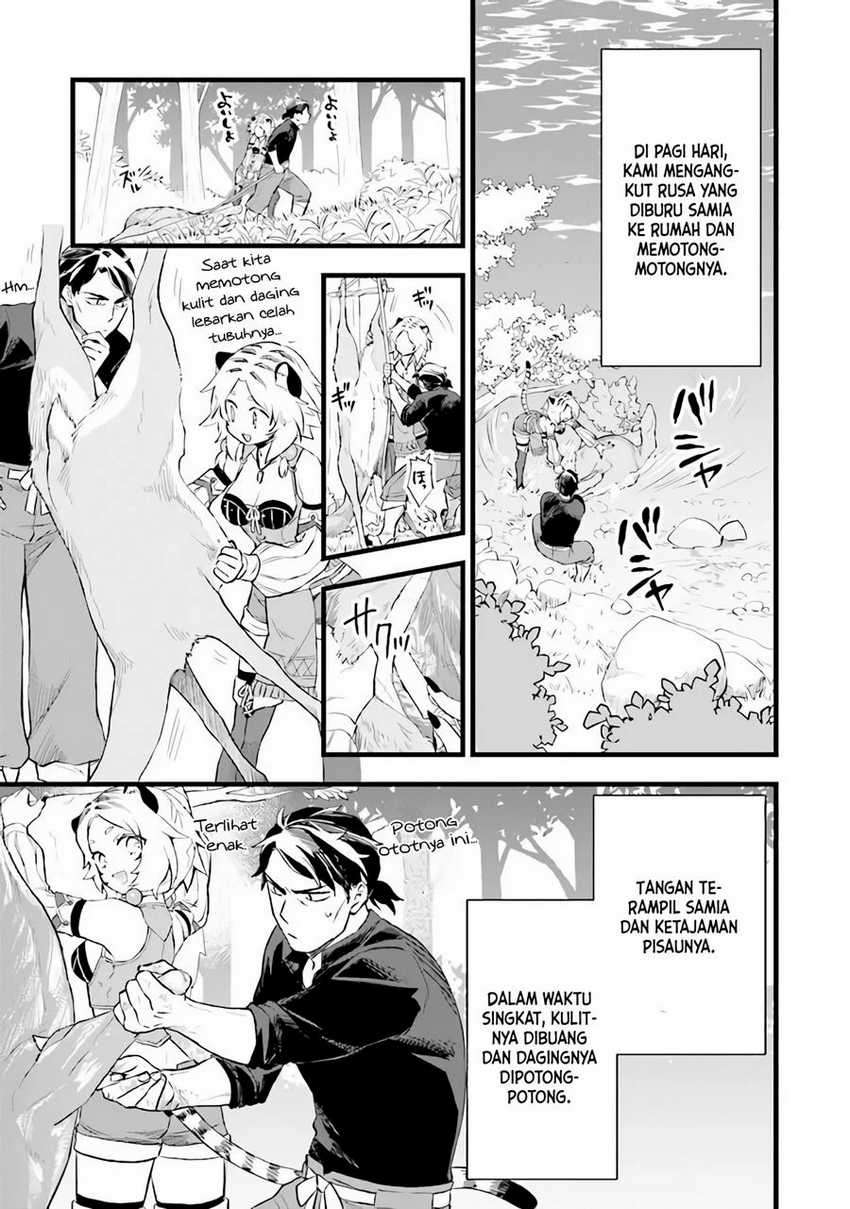 DI PAGI HARI,
KAMI MENGANG-
KUT RUSA YANG
DIBURU SAMIA
KE RUMAH DAN
MEMOTONG-
MOTONGNYA.
バシャ
バシャ
よいしょ
よいしょ
ズル
ギッ
ギッ
ほっ
Saat kita
memotong
kulit dan daging
lebarkan celah
tubuhnya...
Hm...
ザクッ
TANGAN TE-
RAMPIL SAMIA
DAN KETAJAMAN
PISAUNYA.
DALAM WAKTU
SINGKAT, KULIT-
NYA DIBUANG
DAN DAGINGNYA
DIPOTONG-
POTONG.
Potong
ototnya ini...
Terlihat
enak.